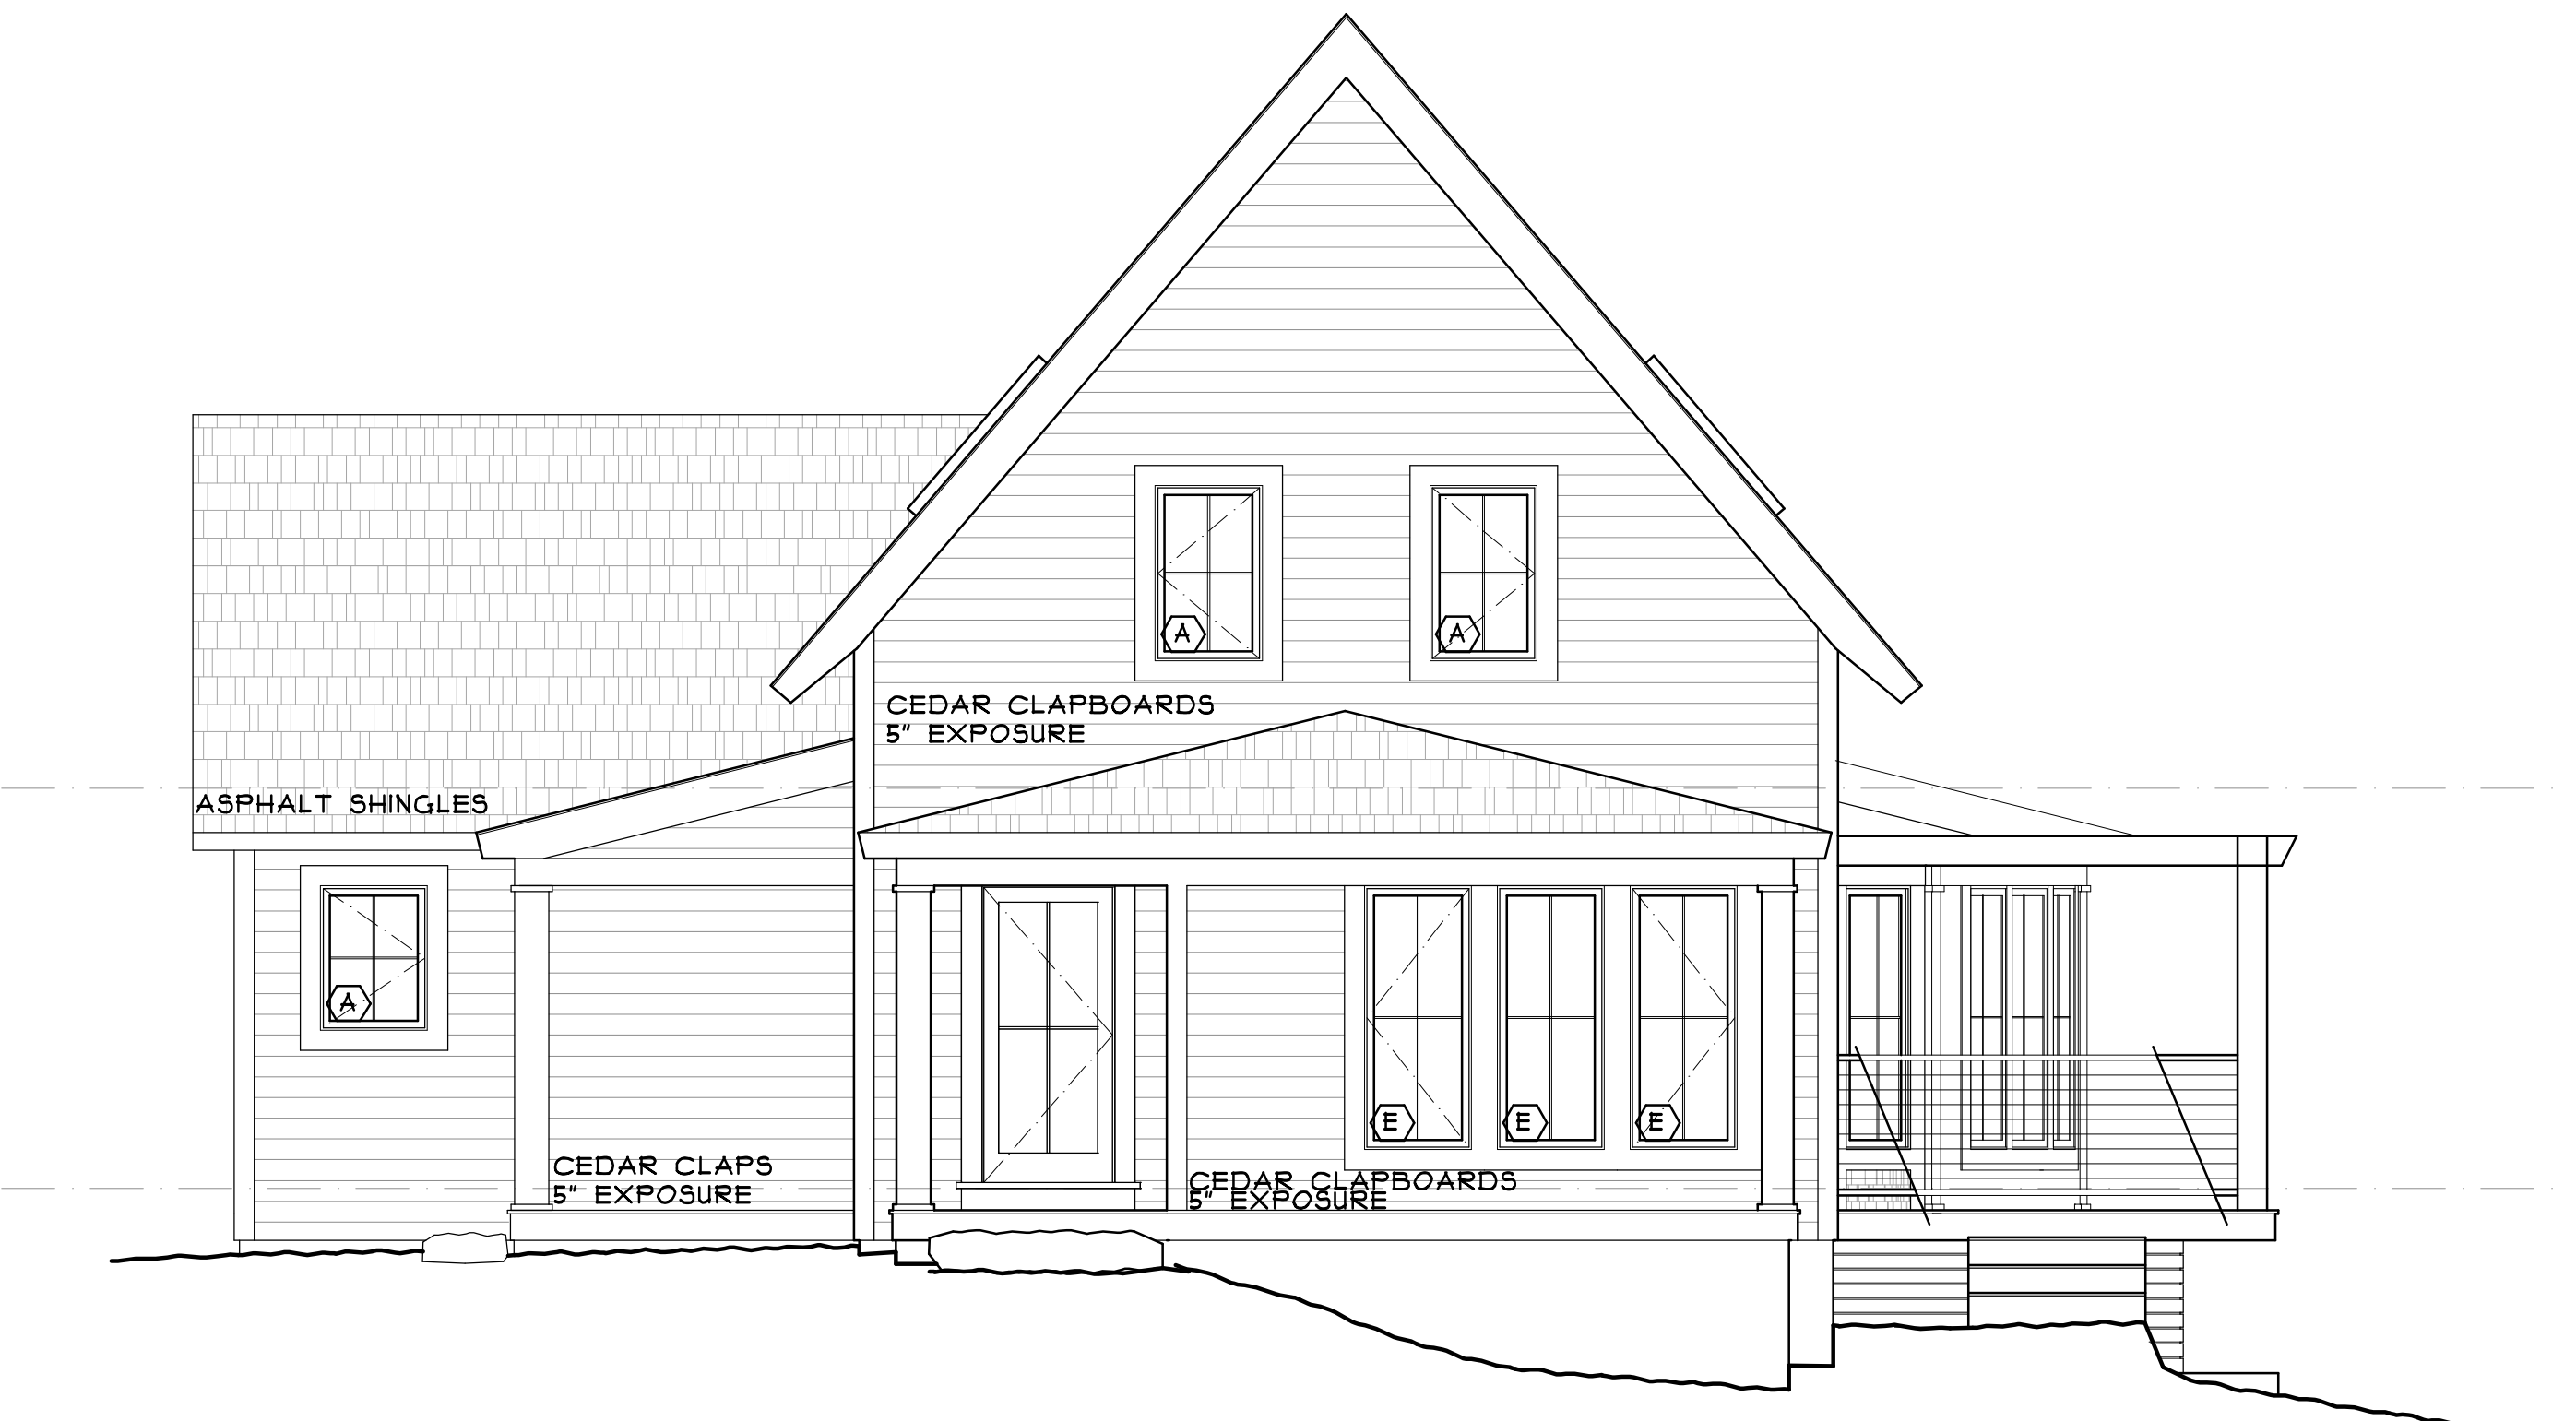 A
A
CEDAR CLAPBOARDS
5" EXPOSURE
ASPHALT SHINGLES
A
E
E
E
CEDAR CLAPS
5" EXPOSURE
CEDAR CLAPBOARDS
5" EXPOSURE